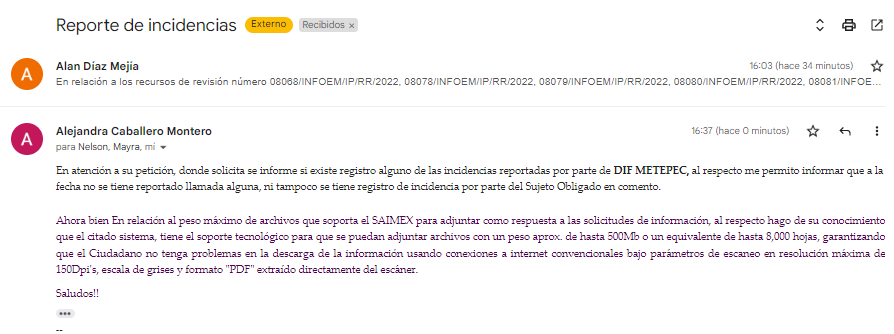 Reporte de incidencias Externo Recibidos ×
Alan Díaz Mejía 16:03 (hace 34 minutos)
En relación a los recursos de revisión número 08068/INFOEM/IP/RR/2022, 08078/INFOEM/IP/RR/2022, 08079/INFOEM/IP/RR/2022, 08080/INFOEM/IP/RR/2022, 08081/INFOE...
Alejandra Caballero Montero 16:37 (hace 0 minutos)
para Nelson, Mayra, mí
En atención a su petición, donde solicita se informe si existe registro alguno de las incidencias reportadas por parte de DIF METEPEC, al respecto me permito informar que a la
fecha no se tiene reportado llamada alguna, ni tampoco se tiene registro de incidencia por parte del Sujeto Obligado en comento.
Ahora bien En relación al peso máximo de archivos que soporta el SAIMEX para adjuntar como respuesta a las solicitudes de información, al respecto hago de su conocimiento
que el citado sistema, tiene el soporte tecnológico para que se puedan adjuntar archivos con un peso aprox. de hasta 500Mb o un equivalente de hasta 8,000 hojas, garantizando
que el Ciudadano no tenga problemas en la descarga de la información usando conexiones a internet convencionales bajo parámetros de escaneo en resolución máxima de
150Dpi's, escala de grises y formato "PDF" extraído directamente del escáner.
Saludos!!